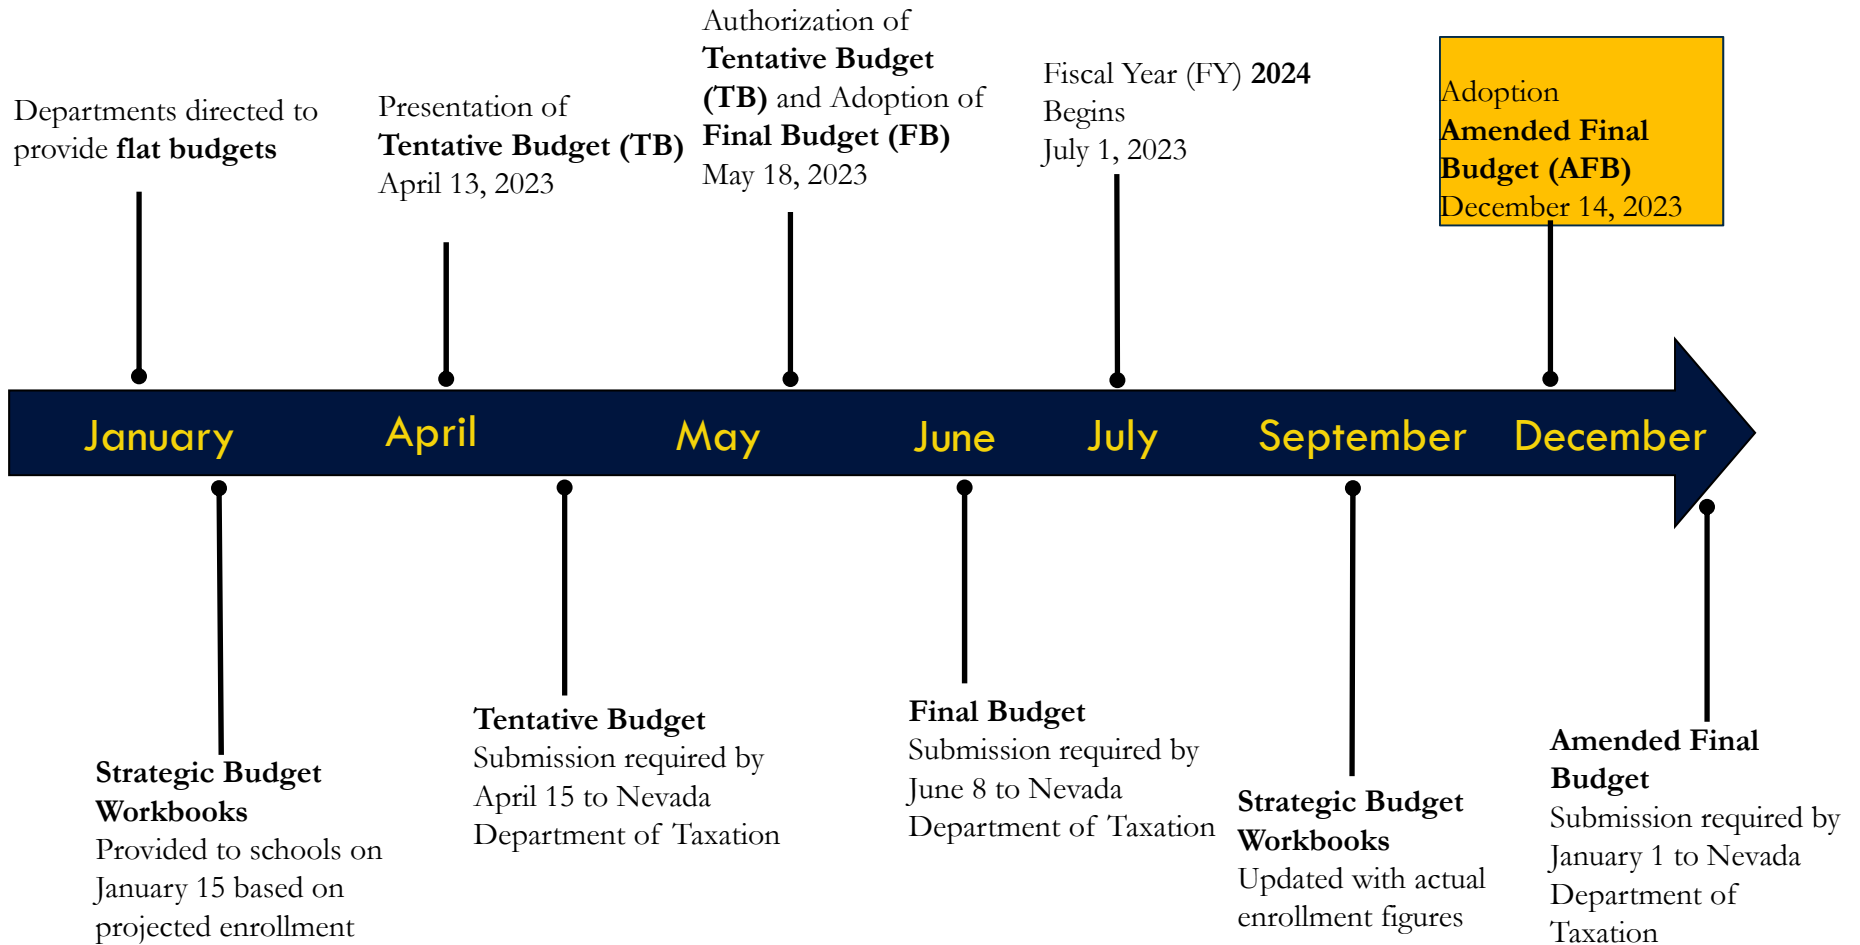 Departments directed to
provide flat budgets
Presentation of
Tentative Budget (TB)
April 13, 2023
Authorization of
Tentative Budget
(TB) and Adoption of
Final Budget (FB)
May 18, 2023
Fiscal Year (FY) 2024
Begins
July 1, 2023
Adoption
Amended Final
Budget (AFB)
December 14, 2023
January
April
May
June
July
September
December
Strategic Budget
Workbooks
Provided to schools on
January 15 based on
projected enrollment
Tentative Budget
Submission required by
April 15 to Nevada
Department of Taxation
Final Budget
Submission required by
June 8 to Nevada
Department of Taxation
Strategic Budget
Workbooks
Updated with actual
enrollment figures
Amended Final
Budget
Submission required by
January 1 to Nevada
Department of
Taxation